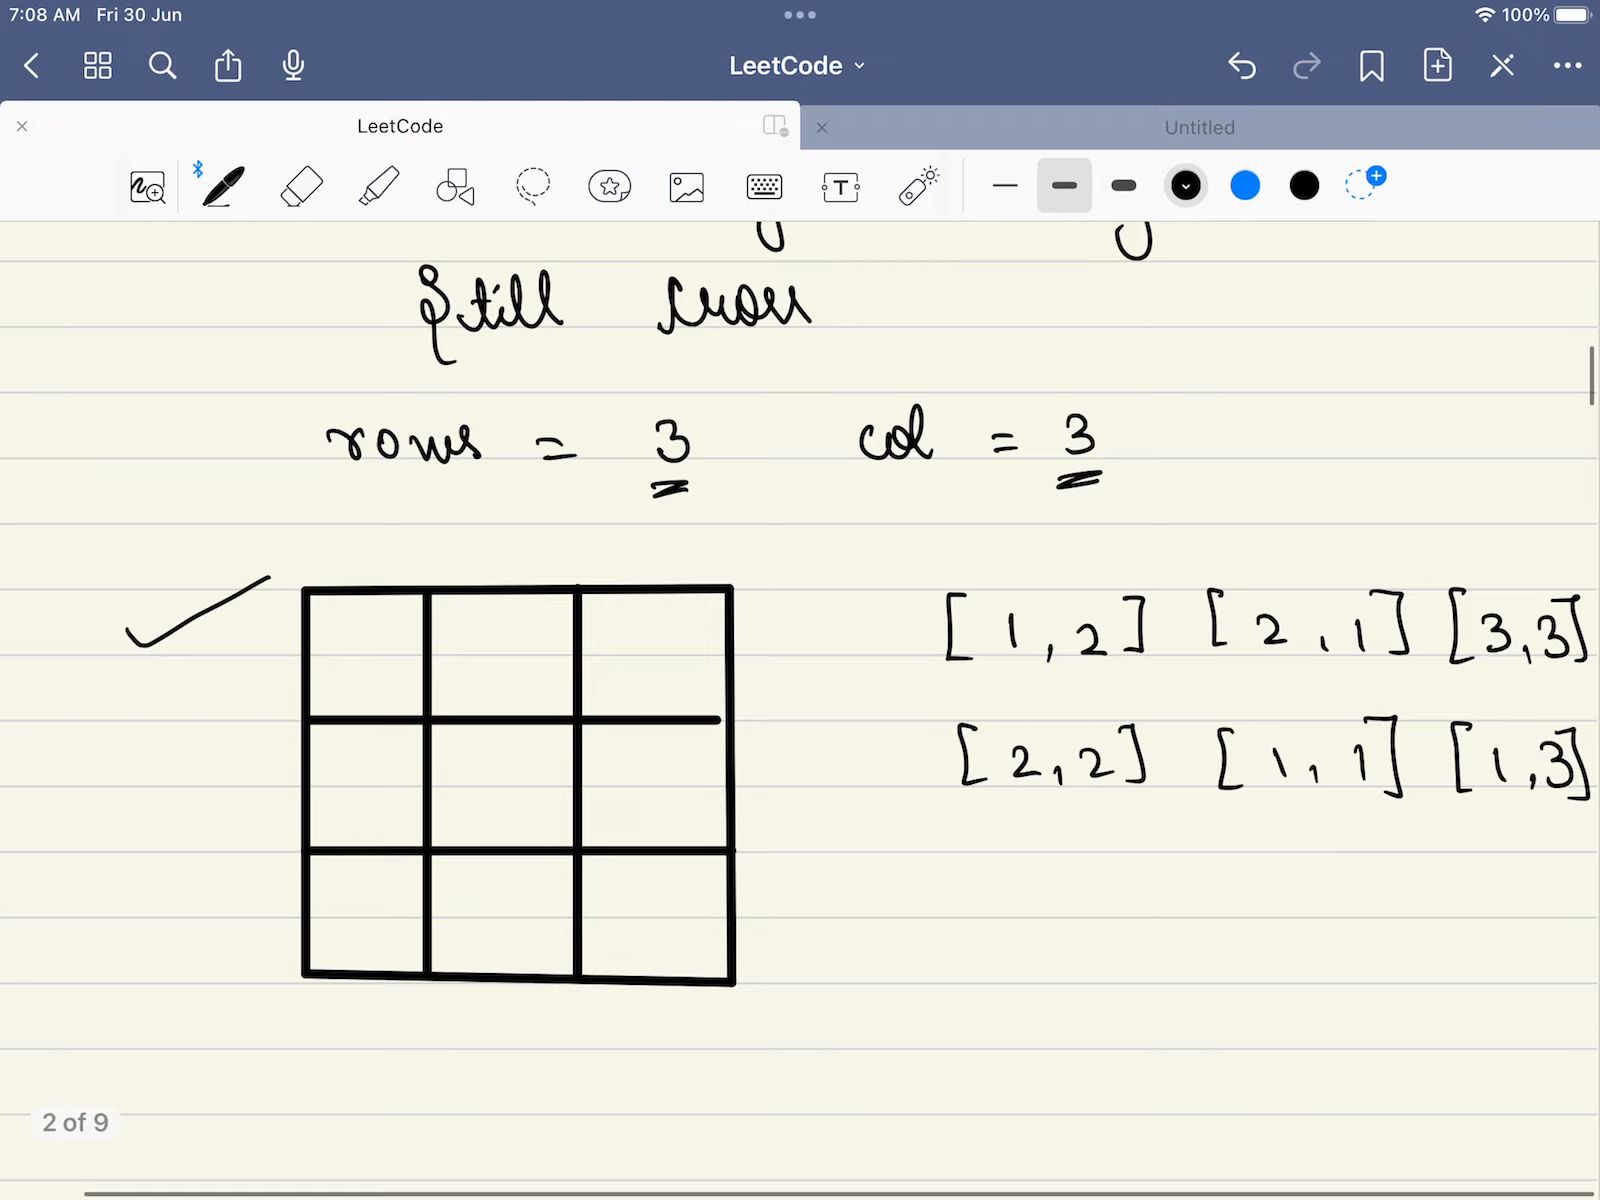 7:08 AM Fri 30 Jun
100%
LeetCode
LeetCode
Untitled
T
still cross
rows = 3 col = 3
[1,2] [2,1] [3,3]
[2,2] [1,1] [1,3]
2 of 9